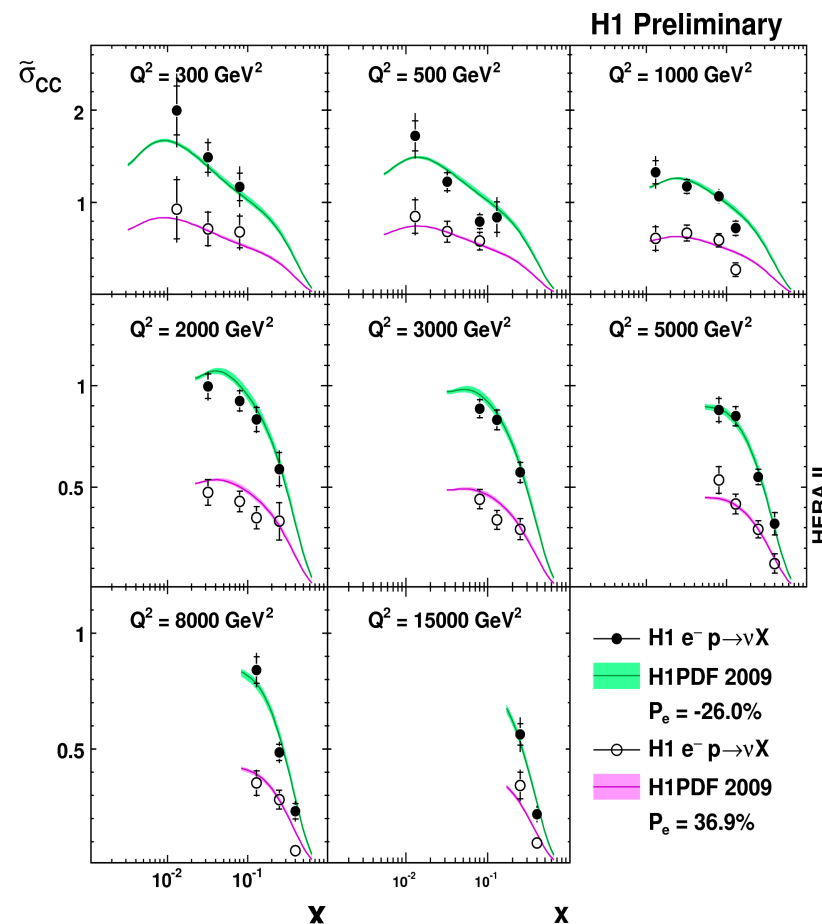 H1 Preliminary
σ̃CC
Q² = 300 GeV²
Q² = 500 GeV²
Q² = 1000 GeV²
2
1
Q² = 2000 GeV²
Q² = 3000 GeV²
Q² = 5000 GeV²
1
0.5
HERA II
Q² = 8000 GeV²
Q² = 15000 GeV²
1
0.5
H1 e⁻ p→νX
H1PDF 2009
Pₑ = -26.0%
H1 e⁻ p→νX
H1PDF 2009
Pₑ = 36.9%
10⁻² 10⁻¹ 10⁻² 10⁻¹
x x